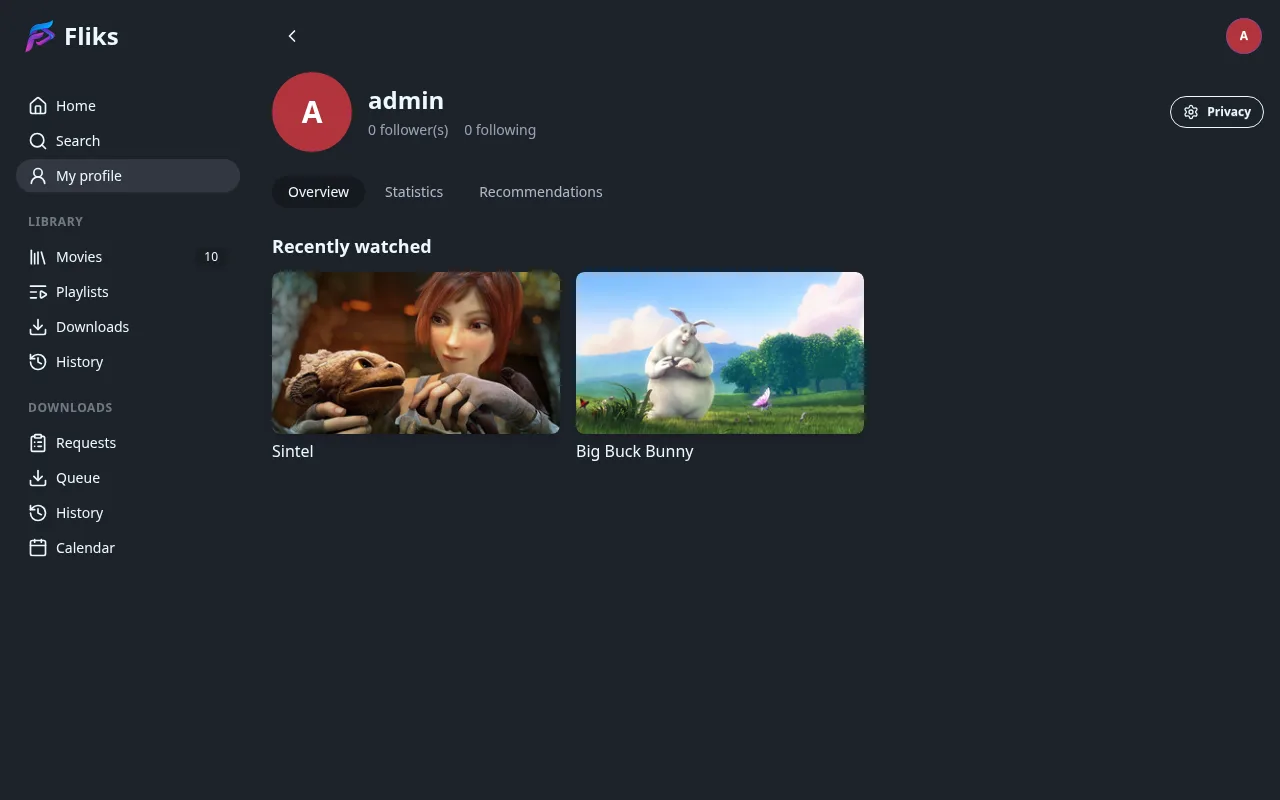 Fliks
A
Home
Search
My profile
LIBRARY
Movies 10
Playlists
Downloads
History
DOWNLOADS
Requests
Queue
History
Calendar
A
admin
0 follower(s) 0 following
Privacy
Overview Statistics Recommendations
Recently watched
Sintel
Big Buck Bunny